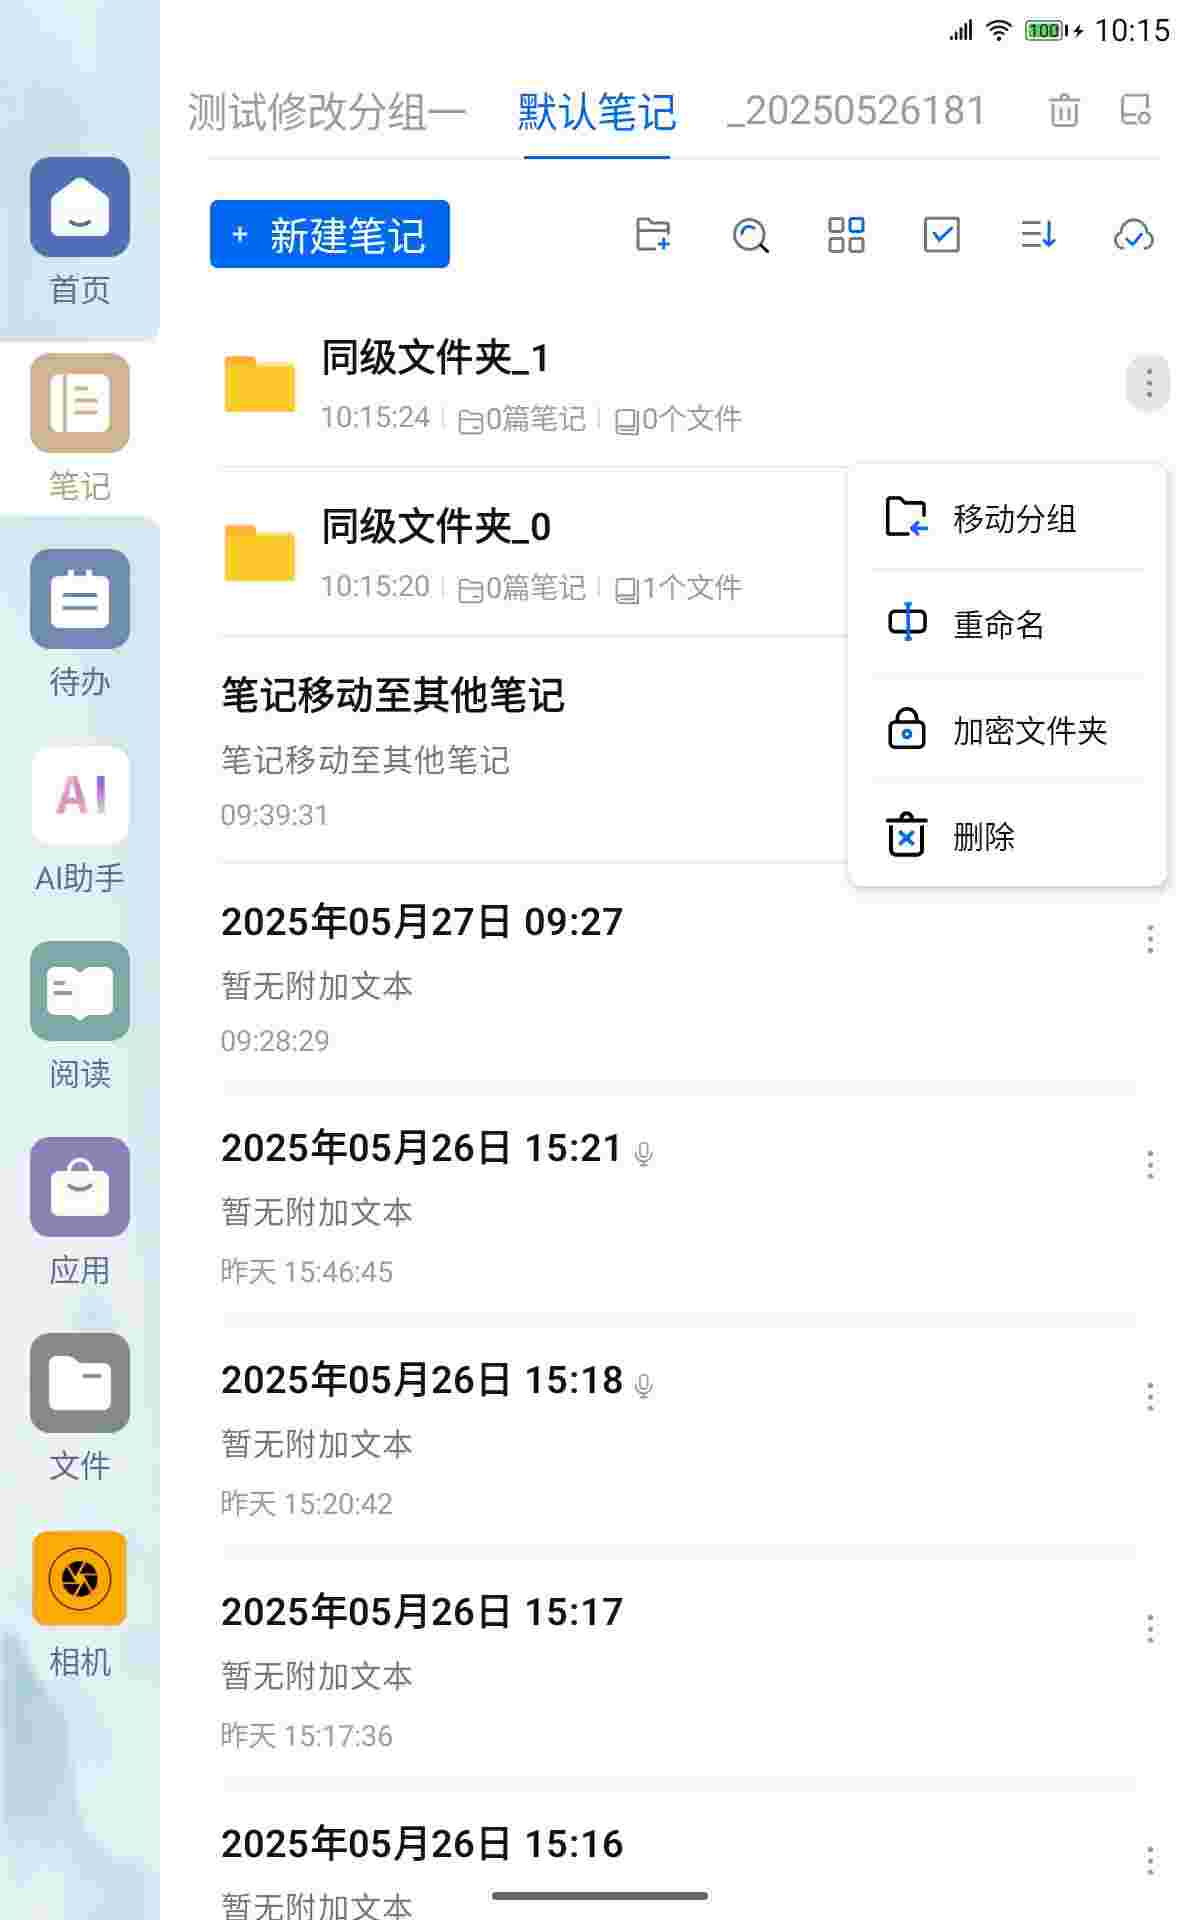 100 10:15
测试修改分组一 默认笔记 _20250526181
+ 新建笔记
首页
笔记
待办
AI
AI助手
阅读
应用
文件
相机
同级文件夹_1
10:15:24 0篇笔记 0个文件
同级文件夹_0
10:15:20 0篇笔记 1个文件
移动分组
重命名
加密文件夹
删除
笔记移动至其他笔记
笔记移动至其他笔记
09:39:31
2025年05月27日 09:27
暂无附加文本
09:28:29
2025年05月26日 15:21
暂无附加文本
昨天 15:46:45
2025年05月26日 15:18
暂无附加文本
昨天 15:20:42
2025年05月26日 15:17
暂无附加文本
昨天 15:17:36
2025年05月26日 15:16
暂无附加文本